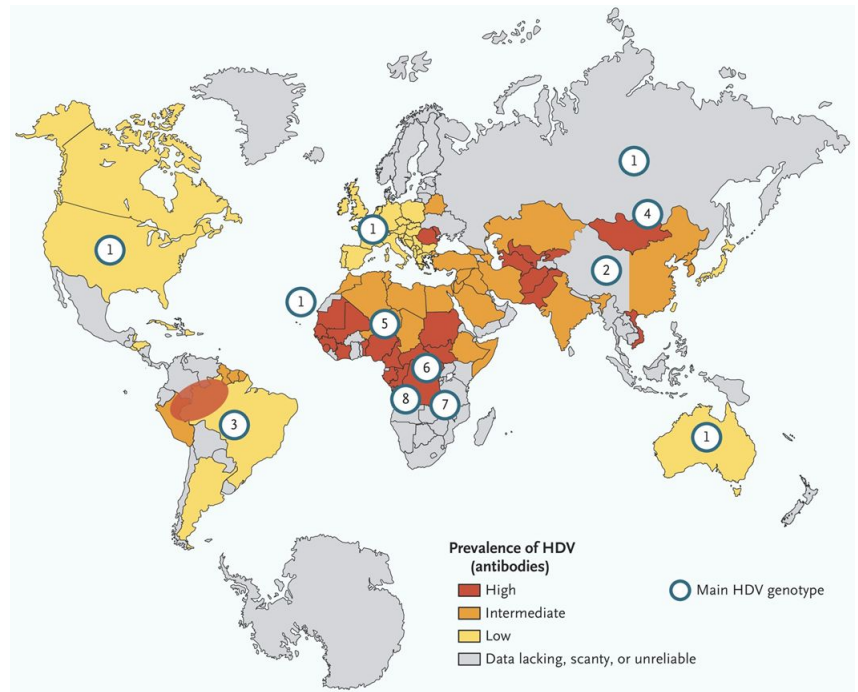 1
4
1
2
1
1
5
6
8
7
3
1
Prevalence of HDV
(antibodies)
High
Intermediate
Low
Data lacking, scanty, or unreliable
Main HDV genotype